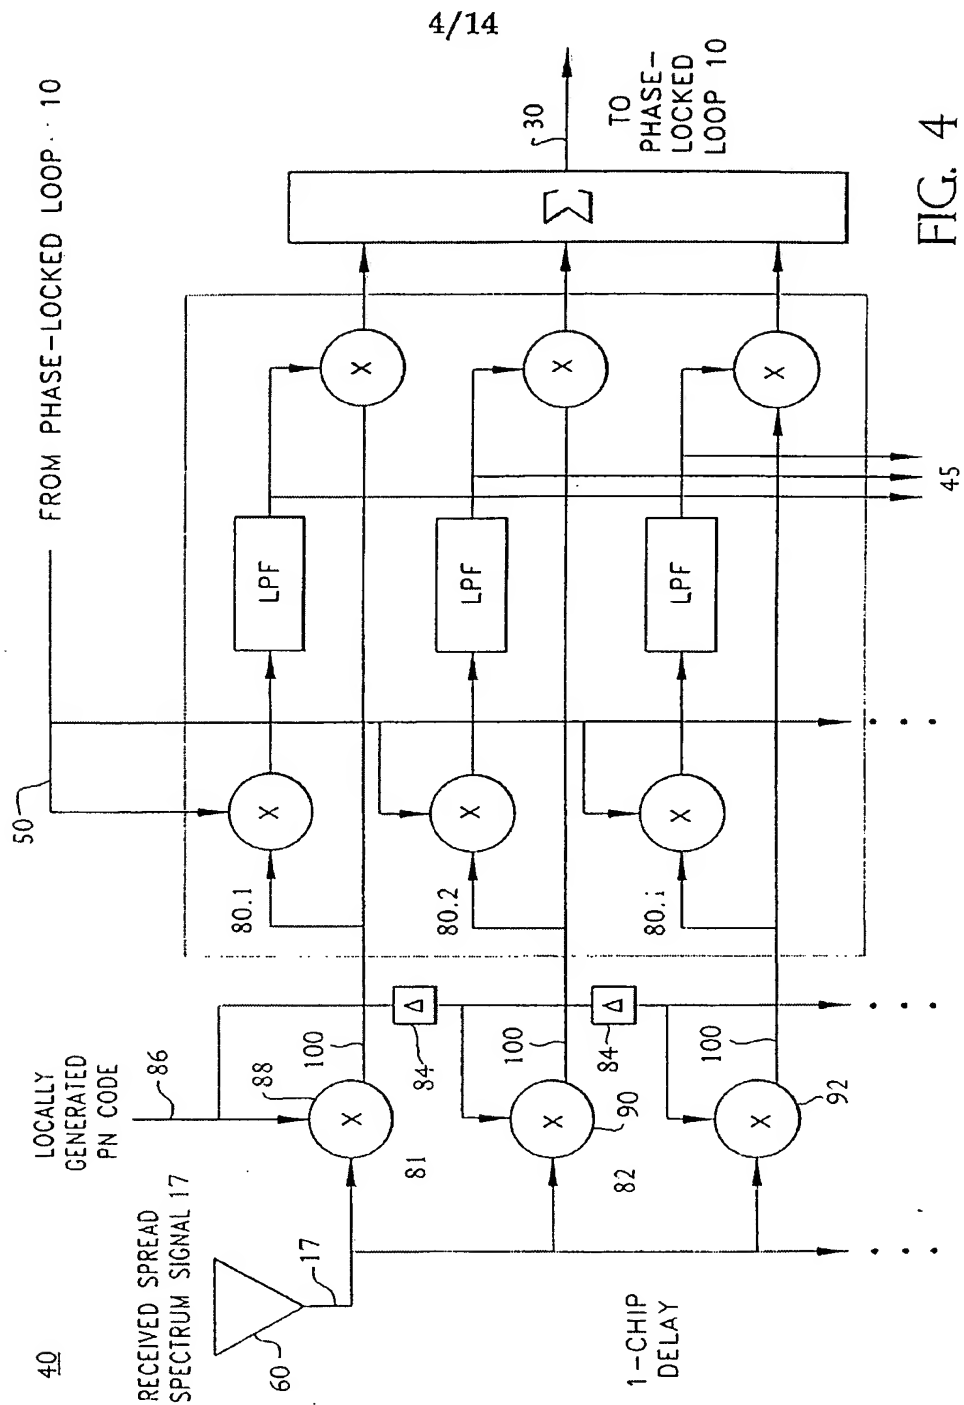 4/14
40
RECEIVED SPREAD
SPECTRUM SIGNAL 17
60
17
LOCALLY
GENERATED
PN CODE
86
88
X
81
100
1-CHIP
DELAY
Δ
84
X
90
82
100
Δ
84
X
92
100
50
FROM PHASE-LOCKED LOOP 10
80.1
X
LPF
X
80.2
X
LPF
X
80.i
X
LPF
X
45
Σ
30
TO
PHASE-
LOCKED
LOOP 10
FIG. 4